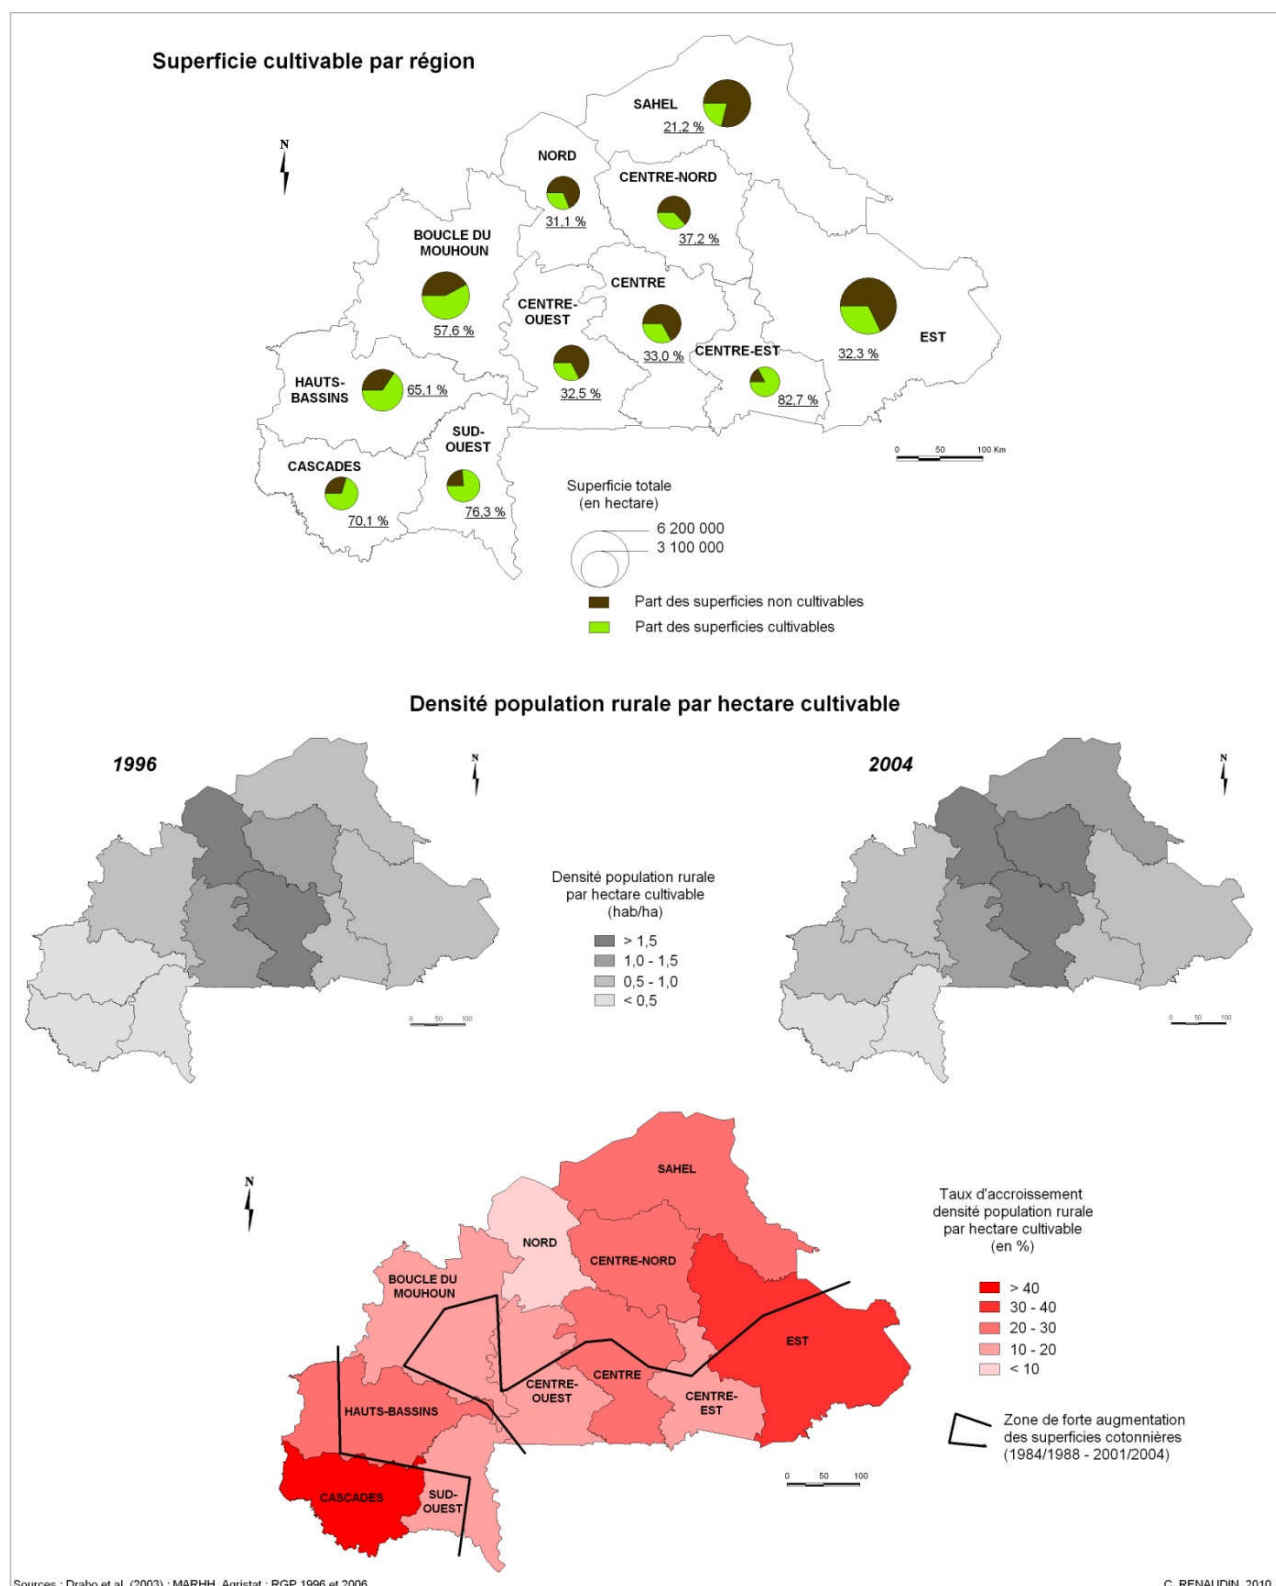 Superficie cultivable par région
N
SAHEL
21,2 %
NORD
31,1 %
CENTRE-NORD
37,2 %
BOUCLE DU
MOUHOUN
57,6 %
CENTRE-
OUEST
32,5 %
CENTRE
33,0 %
CENTRE-EST
82,7 %
EST
32,3 %
HAUTS-
BASSINS
65,1 %
SUD-
OUEST
76,3 %
CASCADES
70,1 %
0 50 100 Km
Superficie totale
(en hectare)
6 200 000
3 100 000
Part des superficies non cultivables
Part des superficies cultivables
Densité population rurale par hectare cultivable
1996
N
0 50 100
Densité population rurale
par hectare cultivable
(hab/ha)
> 1,5
1,0 - 1,5
0,5 - 1,0
< 0,5
2004
N
0 50 100
N
SAHEL
NORD
CENTRE-NORD
BOUCLE DU
MOUHOUN
EST
CENTRE
CENTRE-
OUEST
CENTRE-
EST
HAUTS-BASSINS
CASCADES
SUD-
OUEST
0 50 100
Taux d'accroissement
densité population rurale
par hectare cultivable
(en %)
> 40
30 - 40
20 - 30
10 - 20
< 10
Zone de forte augmentation
des superficies cotonnières
(1984/1988 - 2001/2004)
Sources : Drabo et al. (2003) ; MARHH, Agristat ; RGP 1996 et 2006
C. RENAUDIN, 2010